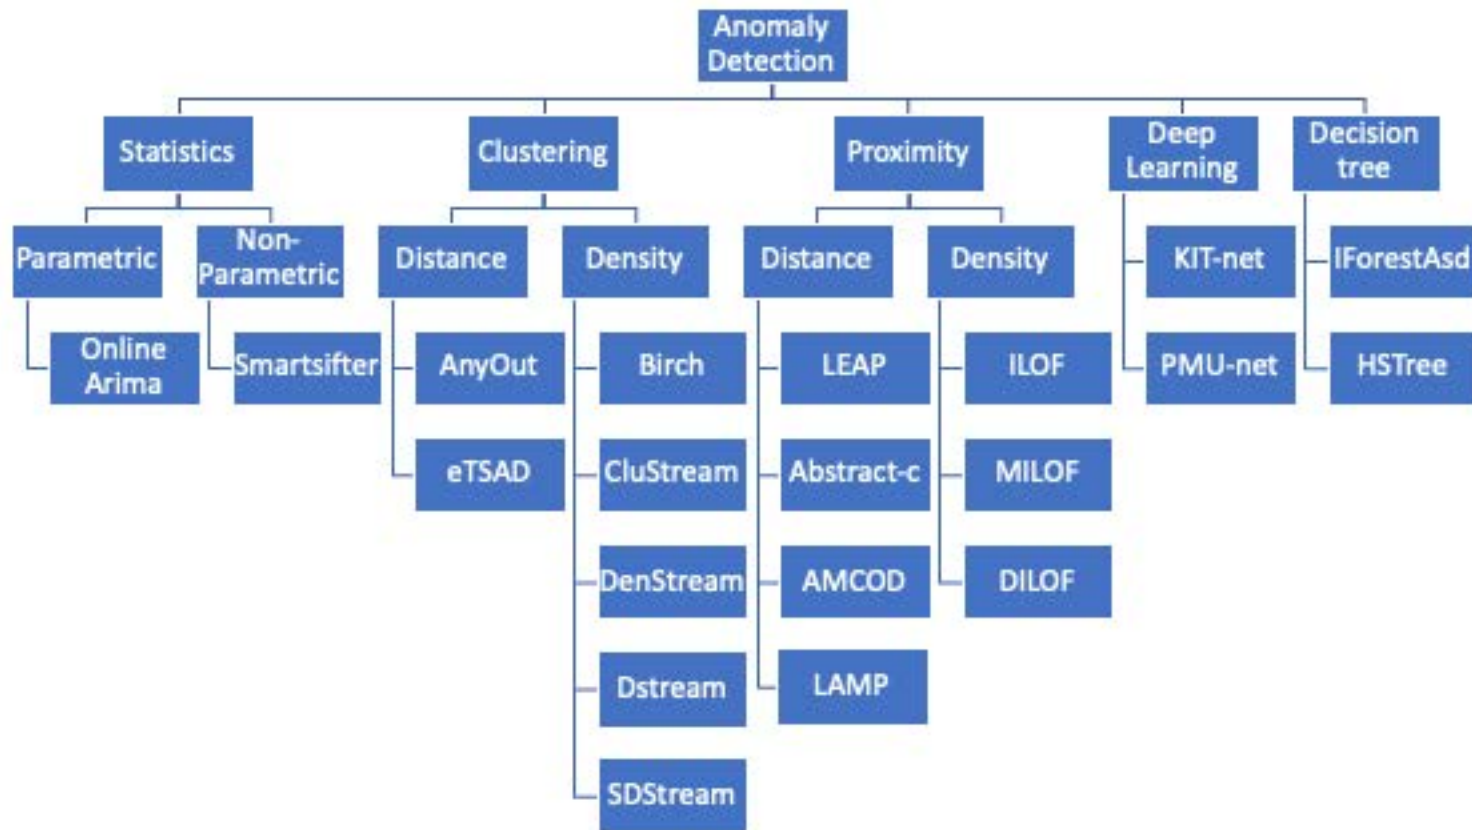 Anomaly
Detection
Statistics
Clustering
Proximity
Deep
Learning
Decision
tree
Parametric
Non-
Parametric
Distance
Density
Distance
Density
KIT-net
IForestAsd
Online
Arima
Smartsifter
AnyOut
Birch
LEAP
ILOF
PMU-net
HSTree
eTSAD
CluStream
Abstract-c
MILOF
DenStream
AMCOD
DILOF
Dstream
LAMP
SDStream